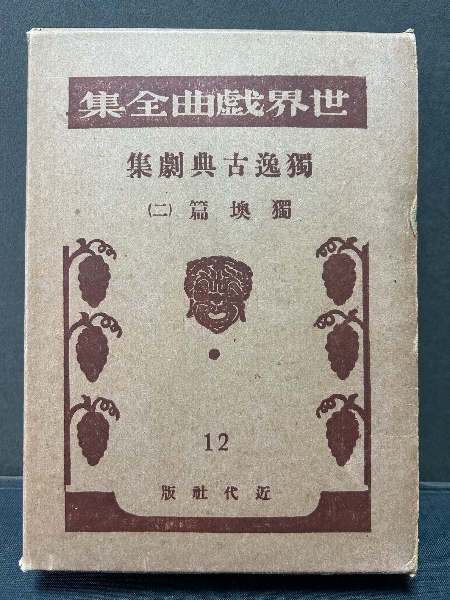 世界戯曲全集
獨逸古典劇集
獨墺篇(二)
12
近代社版